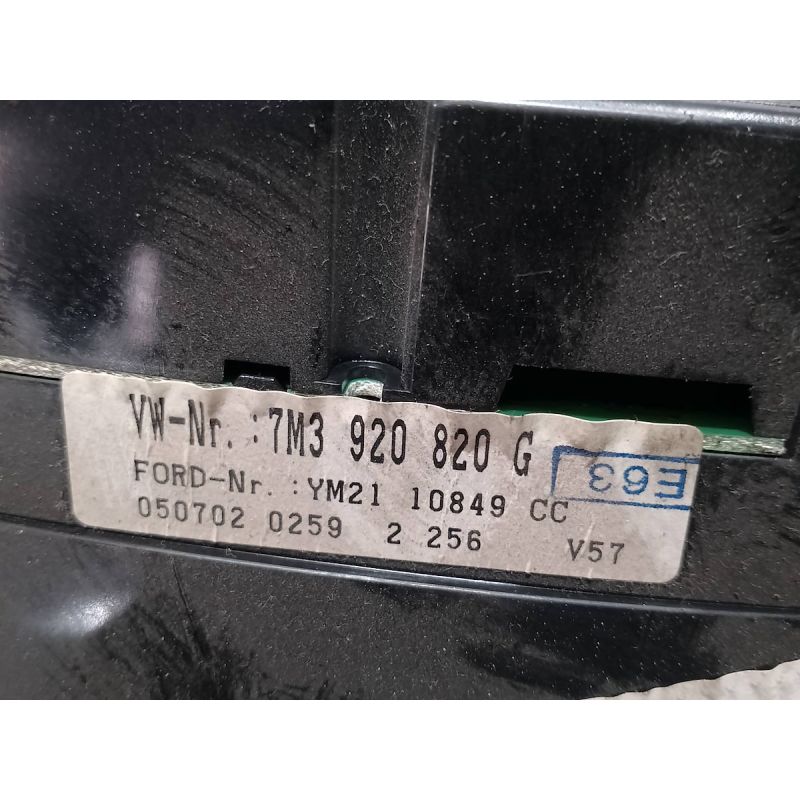 VW-Nr. :7M3 920 820 G
E63
FORD-Nr. :YM21 10849 CC
050702 0259 2 256 V57